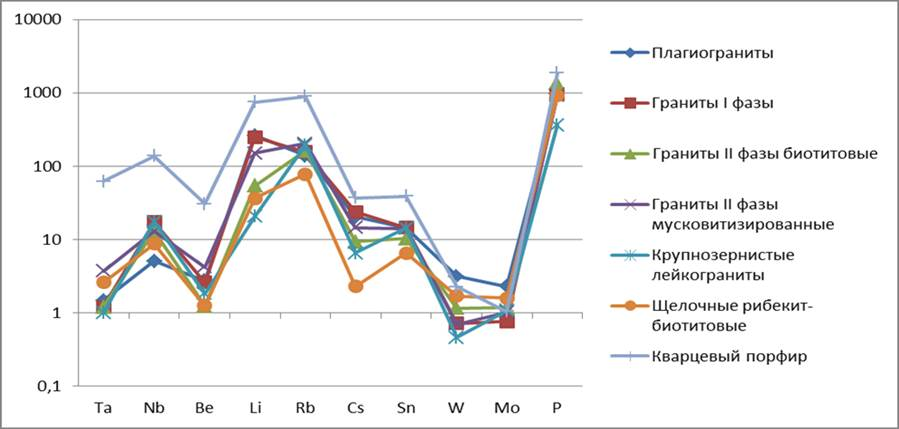 10000
1000
100
10
1
0,1
Ta Nb Be Li Rb Cs Sn W Mo P
Плагиограниты
Граниты I фазы
Граниты II фазы биотитовые
Граниты II фазы
мусковитизированные
Крупнозернистые
лейкограниты
Щелочные рибекит-
биотитовые
Кварцевый порфир